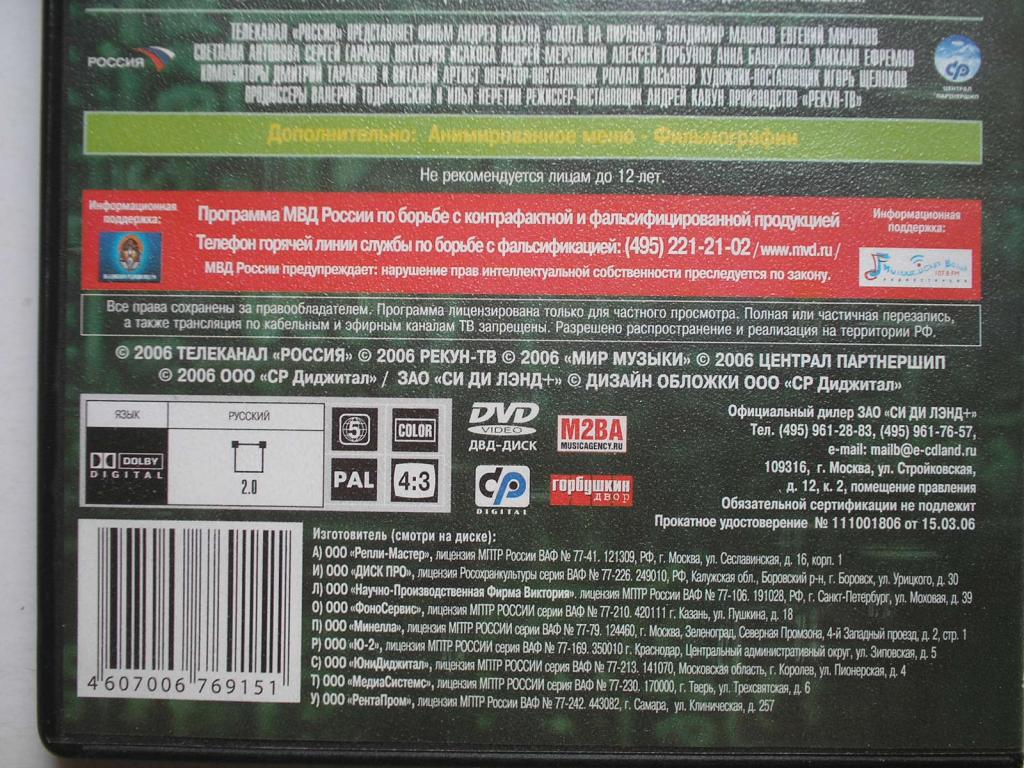 ТЕЛЕКАНАЛ «РОССИЯ» ПРЕДСТАВЛЯЕТ ФИЛЬМ АНДРЕЯ КАВУНА «ОХОТА НА ПИРАНЬЮ» ВЛАДИМИР МАШКОВ ЕВГЕНИЙ МИРОНОВ
СВЕТЛАНА АНТОНОВА СЕРГЕЙ ГАРМАШ ВИКТОРИЯ ИСАКОВА АНДРЕЙ МЕРЗЛИКИН АЛЕКСЕЙ ГОРБУНОВ АННА БАНЩИКОВА МИХАИЛ ЕФРЕМОВ
КОМПОЗИТОРЫ ДМИТРИЙ И ВИТАЛИЙ АРТИСТ ОПЕРАТОР-ПОСТАНОВЩИК РОМАН ВАСЬЯНОВ ХУДОЖНИК-ПОСТАНОВЩИК ИГОРЬ ЩЕЛОКОВ
ПРОДЮССЕРЫ ВАЛЕРИЙ ТОДОРОВСКИЙ И ИЛЬЯ НЕРЕТИН РЕЖИССЕР-ПОСТАНОВЩИК АНДРЕЙ КАВУН ПРОИЗВОДСТВО «РЕКУН-ТВ»
РОССИЯ
ЦЕНТРАЛ
ПАРТНЕРШИП
Дополнительно: Анимированное меню - Фильмографии
Не рекомендуется лицам до 12 лет.
Информационная
поддержка:
Программа МВД России по борьбе с контрафактной и фальсифицированной продукцией
Телефон горячей линии службы по борьбе с фальсификацией: (495) 221-21-02 / www.mvd.ru /
МВД России предупреждает: нарушение прав интеллектуальной собственности преследуется по закону.
Информационная
поддержка:
Милицейская Волна
107.8 FM
радиостанция
Все права сохранены за правообладателем. Программа лицензирована только для частного просмотра. Полная или частичная перезапись,
а также трансляция по кабельным и эфирным каналам ТВ запрещены. Разрешено распространение и реализация на территории РФ.
© 2006 ТЕЛЕКАНАЛ «РОССИЯ» © 2006 РЕКУН-ТВ © 2006 «МИР МУЗЫКИ» © 2006 ЦЕНТРАЛ ПАРТНЕРШИП
© 2006 ООО «СР Диджитал» / ЗАО «СИ ДИ ЛЭНД+» © ДИЗАЙН ОБЛОЖКИ ООО «СР Диджитал»
ЯЗЫК РУССКИЙ
DOLBY
DIGITAL
2.0
5
COLOR
PAL
4:3
DVD
VIDEO
ДВД-ДИСК
M2BA
MUSICAGENCY.RU
CP
DIGITAL
горбушкин
двор
Официальный дилер ЗАО «СИ ДИ ЛЭНД+»
Тел. (495) 961-28-83, (495) 961-76-57,
e-mail: mailb@e-cdland.ru
109316, г. Москва, ул. Стройковская,
д. 12, к. 2, помещение правления
Обязательной сертификации не подлежит
Прокатное удостоверение № 111001806 от 15.03.06
Изготовитель (смотри на диске):
А) ООО «Репли-Мастер», лицензия МПТР России ВАФ № 77-41. 121309, РФ, г. Москва, ул. Сеславинская, д. 16, корп. 1
И) ООО «ДИСК ПРО», лицензия Росохранкультуры серия ВАФ № 77-226. 249010, РФ, Калужская обл., Боровский р-н, г. Боровск, ул. Урицкого, д. 30
Л) ООО «Научно-Производственная Фирма Виктория». лицензия МПТР РОССИИ ВАФ № 77-106. 191028, РФ, г. Санкт-Петербург, ул. Моховая, д. 39
О) ООО «ФоноСервис», лицензия МПТР РОССИИ серии ВАФ № 77-210. 420111 г. Казань, ул. Пушкина, д. 18
П) ООО «Минелла», лицензия МПТР РОССИИ серии ВАФ № 77-79. 124460, г. Москва, Зеленоград, Северная Промзона, 4-й Западный проезд, д. 2, стр. 1
Р) ООО «Ю-2», лицензия МПТР РОССИИ серии ВАФ № 77-169. 350010 г. Краснодар, Центральный административный округ, ул. Зиповская, д. 5
С) ООО «ЮниДиджитал», лицензия МПТР РОССИИ серии ВАФ № 77-213. 141070, Московская область, г. Королев, ул. Пионерская, д. 4
Т) ООО «МедиаСистемс», лицензия МПТР РОССИИ серии ВАФ № 77-230. 170000, г. Тверь, ул. Трехсвятская, д. 6
У) ООО «РентаПром», лицензия МПТР РОССИИ ВАФ № 77-242. 443082, г. Самара, ул. Клиническая, д. 257
4607006 769151